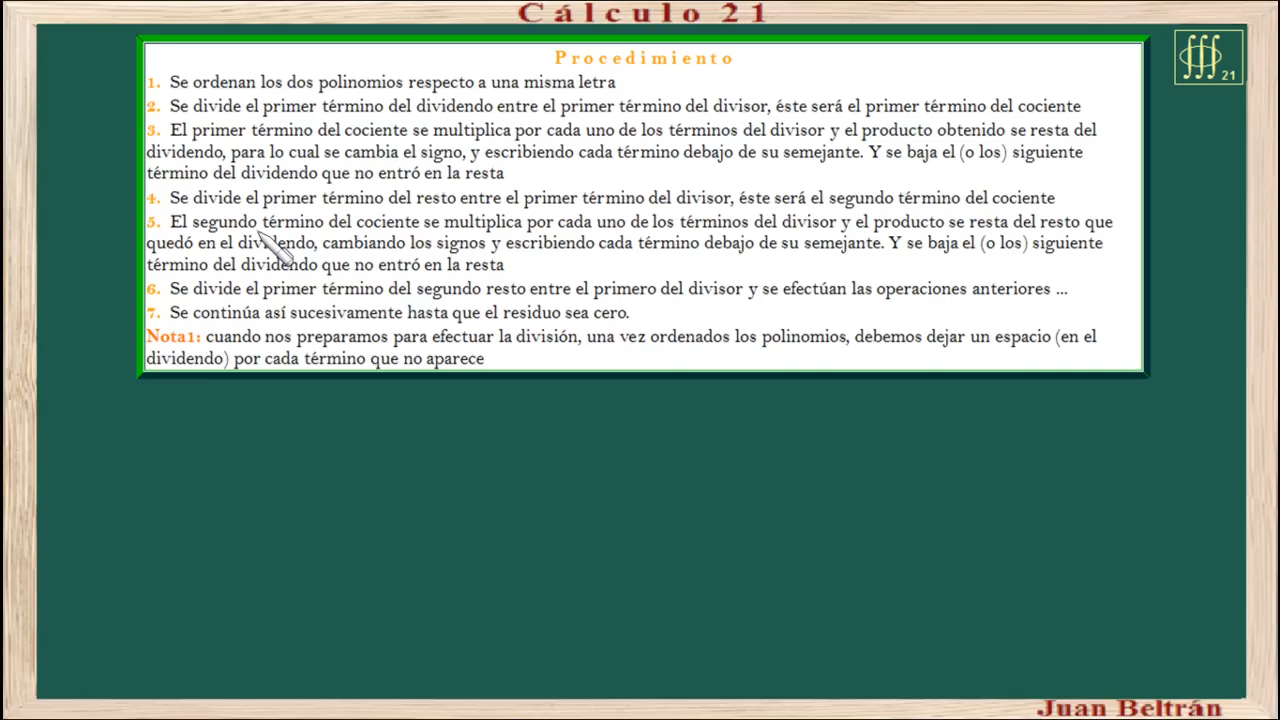 Cálculo 21
21
Procedimiento
1. Se ordenan los dos polinomios respecto a una misma letra
2. Se divide el primer término del dividendo entre el primer término del divisor, éste será el primer término del cociente
3. El primer término del cociente se multiplica por cada uno de los términos del divisor y el producto obtenido se resta del
dividendo, para lo cual se cambia el signo, y escribiendo cada término debajo de su semejante. Y se baja el (o los) siguiente
término del dividendo que no entró en la resta
4. Se divide el primer término del resto entre el primer término del divisor, éste será el segundo término del cociente
5. El segundo término del cociente se multiplica por cada uno de los términos del divisor y el producto se resta del resto que
quedó en el dividendo, cambiando los signos y escribiendo cada término debajo de su semejante. Y se baja el (o los) siguiente
término del dividendo que no entró en la resta
6. Se divide el primer término del segundo resto entre el primero del divisor y se efectúan las operaciones anteriores ...
7. Se continúa así sucesivamente hasta que el residuo sea cero.
Nota1: cuando nos preparamos para efectuar la división, una vez ordenados los polinomios, debemos dejar un espacio (en el
dividendo) por cada término que no aparece
Juan Beltrán